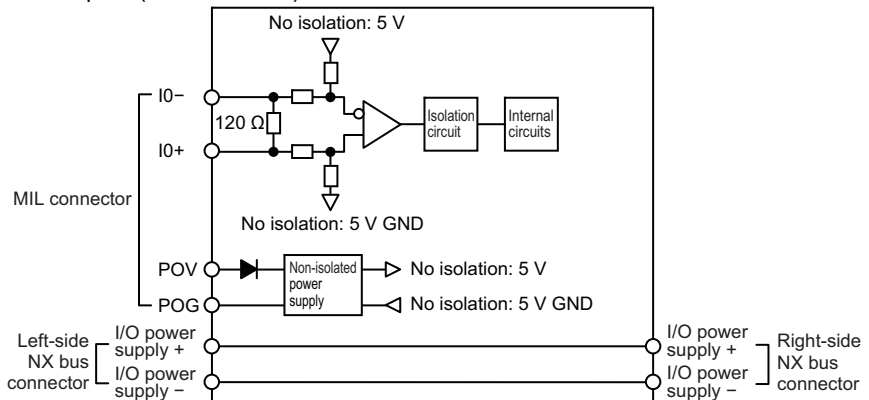 No isolation: 5 V
I0−
120 Ω
I0+
Isolation
circuit
Internal
circuits
MIL connector
No isolation: 5 V GND
POV
Non-isolated
power
supply
No isolation: 5 V
POG
No isolation: 5 V GND
Left-side
NX bus
connector
I/O power
supply +
I/O power
supply −
I/O power
supply +
I/O power
supply −
Right-side
NX bus
connector